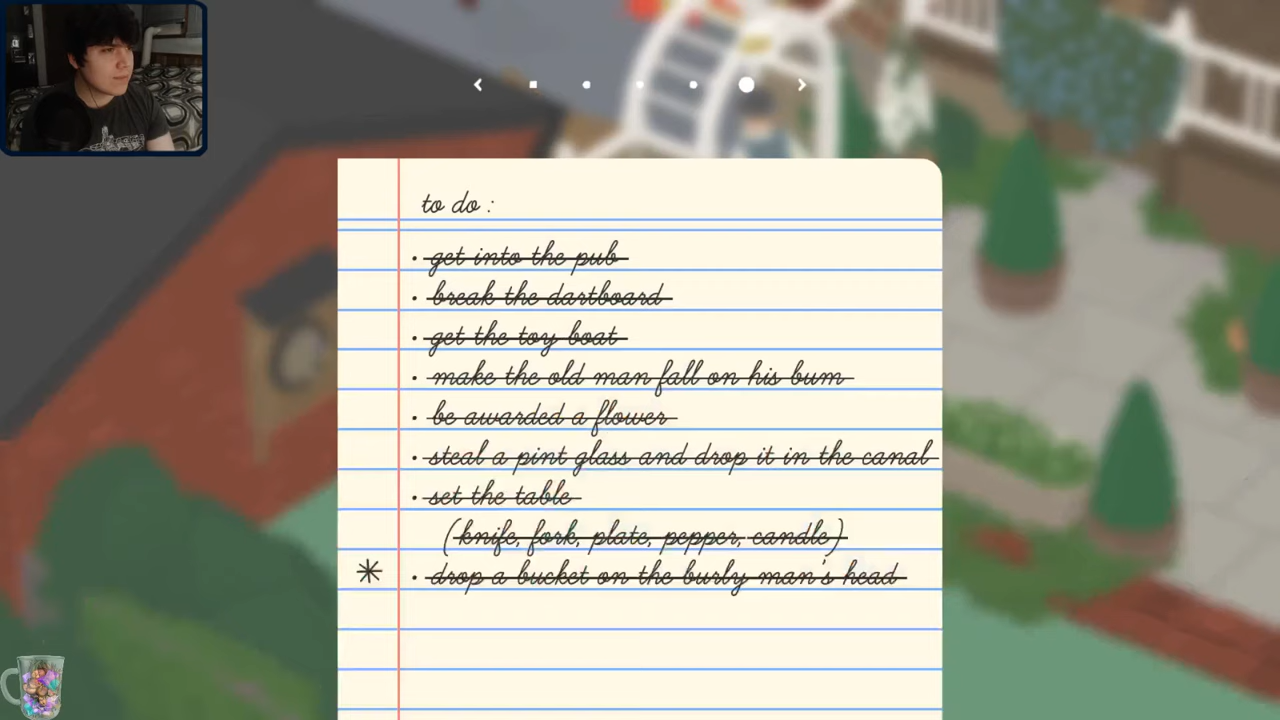 to do :
• get into the pub
• break the dartboard
• get the toy boat
• make the old man fall on his bum
• be awarded a flower
• steal a pint glass and drop it in the canal
• set the table
(knife, fork, plate, pepper, candle)
• drop a bucket on the burly man's head